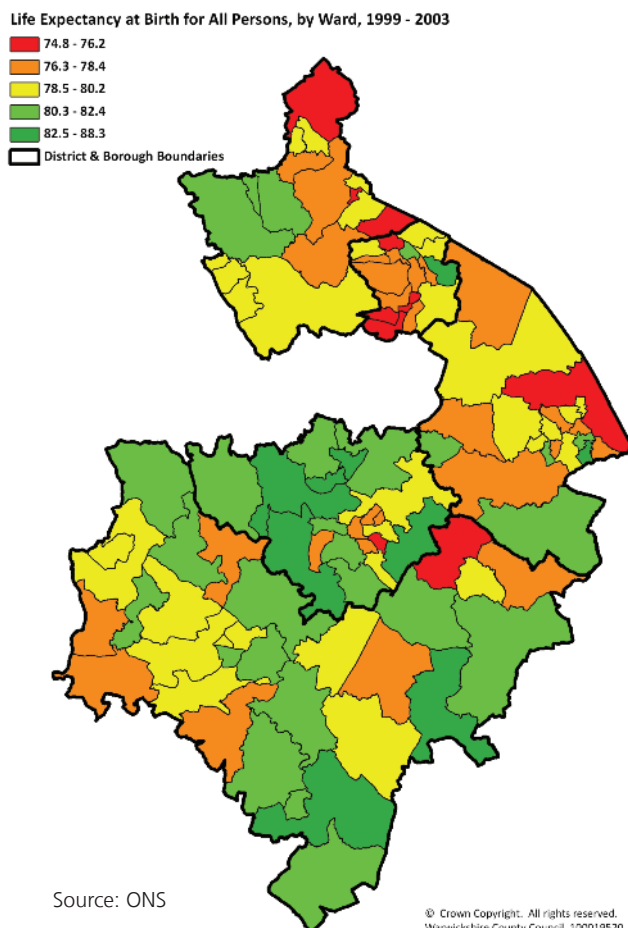 Life Expectancy at Birth for All Persons, by Ward, 1999 - 2003
74.8 - 76.2
76.3 - 78.4
78.5 - 80.2
80.3 - 82.4
82.5 - 88.3
District & Borough Boundaries
Source: ONS
© Crown Copyright. All rights reserved.
Warwickshire County Council, 100019520